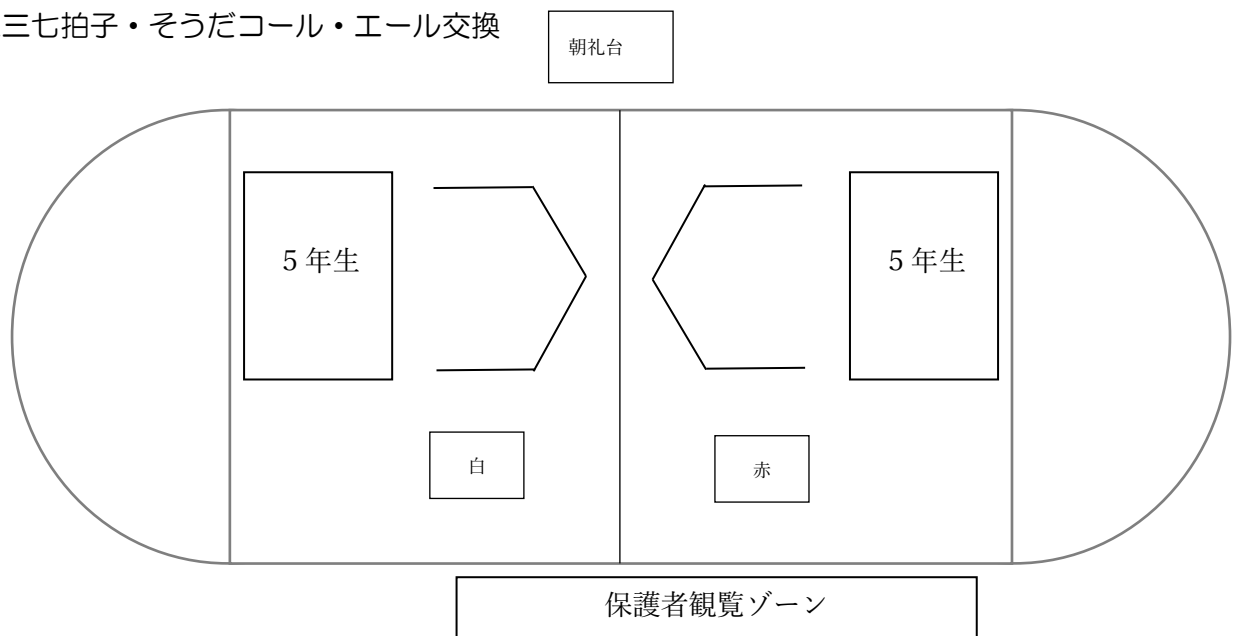 三七拍子・そうだコール・エール交換
朝礼台
５年生
５年生
白
赤
保護者観覧ゾーン